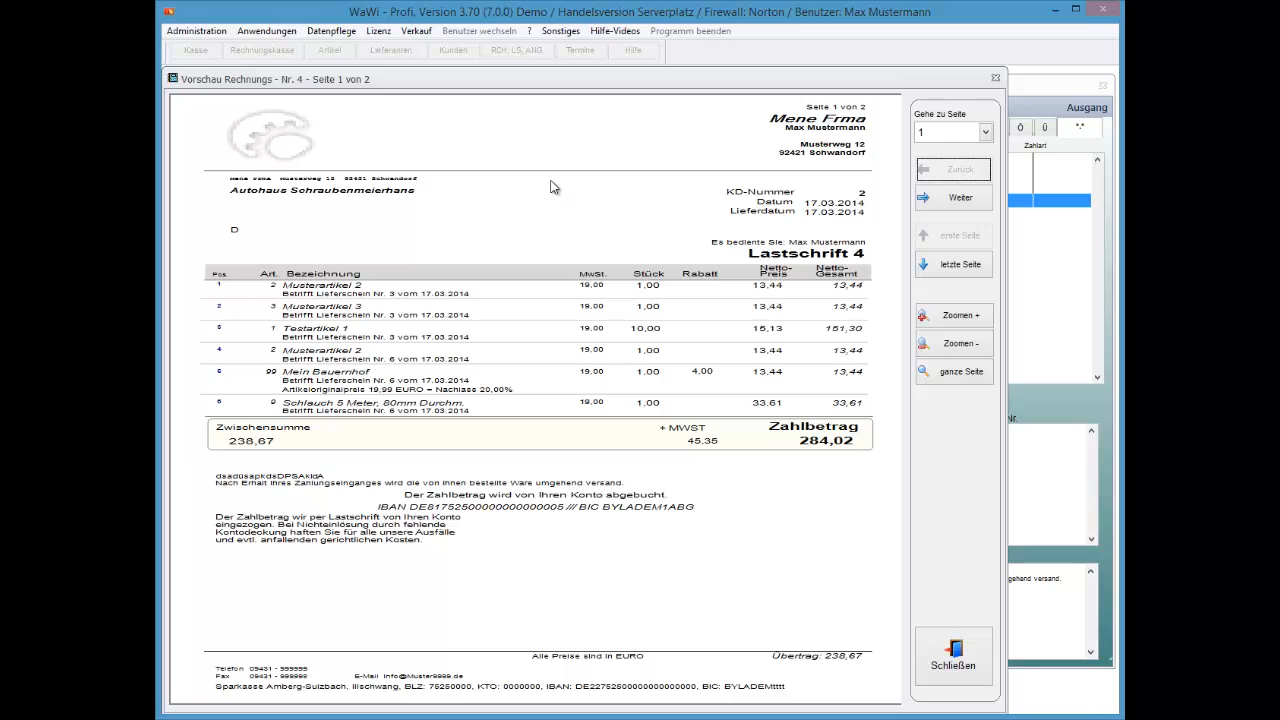 WaWi - Profi, Version 3.70 (7.0.0) Demo / Handelsversion Serverplatz / Firewall: Norton / Benutzer: Max Mustermann
Administration Anwendungen Datenpflege Lizenz Verkauf Benutzer wechseln ? Sonstiges Hilfe-Videos Programm beenden
Kasse Rechnungskasse Artikel Lieferanten Kunden RCH, LS, ANG Termine Hilfe
Vorschau Rechnungs - Nr. 4 - Seite 1 von 2
Ausgang
Ö Ü *.*
Zahlart
Nr.
gehend versand.
Seite 1 von 2
Mene Frma
Max Mustermann
Musterweg 12
92421 Schwandorf
Mene Frma Musterweg 12 92421 Schwandorf
Autohaus Schraubenmeierhans
D
KD-Nummer 2
Datum 17.03.2014
Lieferdatum 17.03.2014
Es bediente Sie: Max Mustermann
Lastschrift 4
Pos. Art. Bezeichnung MwSt. Stück Rabatt Netto-Preis Netto-Gesamt
1 2 Musterartikel 2 19,00 1,00 13,44 13,44
Betrifft Lieferschein Nr. 3 vom 17.03.2014
2 3 Musterartikel 3 19,00 1,00 13,44 13,44
Betrifft Lieferschein Nr. 3 vom 17.03.2014
3 1 Testartikel 1 19,00 10,00 15,13 151,30
Betrifft Lieferschein Nr. 3 vom 17.03.2014
4 2 Musterartikel 2 19,00 1,00 13,44 13,44
Betrifft Lieferschein Nr. 6 vom 17.03.2014
5 99 Mein Bauernhof 19,00 1,00 4,00 13,44 13,44
Betrifft Lieferschein Nr. 6 vom 17.03.2014
Artikeloriginalpreis 19,99 EURO - Nachlass 20,00%
6 9 Schlauch 5 Meter, 80mm Durchm. 19,00 1,00 33,61 33,61
Betrifft Lieferschein Nr. 6 vom 17.03.2014
Zwischensumme + MWST Zahlbetrag
238,67 45,35 284,02
dsadüsapkdsDPSAkldA
Nach Erhalt Ihres Zahlungseinganges wird die von Ihnen bestellte Ware umgehend versand.
Der Zahlbetrag wird von Ihren Konto abgebucht.
IBAN DE81752500000000000005 /// BIC BYLADEM1ABG
Der Zahlbetrag wir per Lastschrift von Ihren Konto
eingezogen. Bei Nichteinlösung durch fehlende
Kontodeckung haften Sie für alle unsere Ausfälle
und evtl. anfallenden gerichtlichen Kosten.
Alle Preise sind in EURO Übertrag: 238,67
Telefon 09431 - 999999
Fax 09431 - 999998 E-Mail info@Muster9999.de
Sparkasse Amberg-Sulzbach, Illschwang, BLZ: 75250000, KTO: 0000000, IBAN: DE22752500000000000000, BIC: BYLADEMtttt
Gehe zu Seite
1
Zurück
Weiter
erste Seite
letzte Seite
Zoomen +
Zoomen -
ganze Seite
Schließen